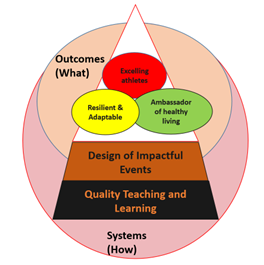 Outcomes
(What)
Excelling
athletes
Resilient &
Adaptable
Ambassador
of healthy
living
Design of Impactful
Events
Quality Teaching and
Learning
Systems
(How)